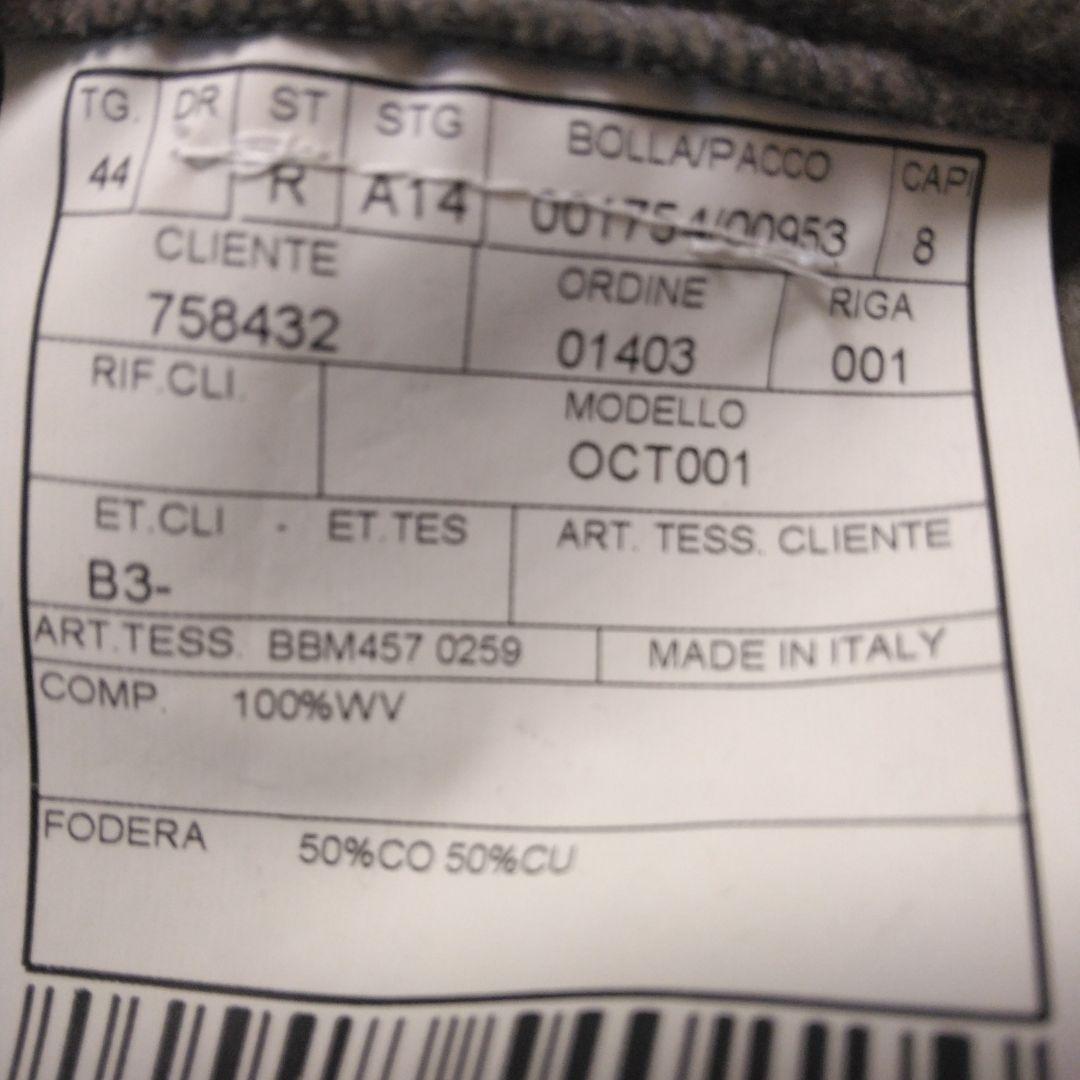 TG. DR ST STG BOLLA/PACCO CAPI
44 R A14 001754/00953 8
CLIENTE ORDINE RIGA
758432 01403 001
RIF.CLI. MODELLO
OCT001
ET.CLI - ET.TES ART. TESS. CLIENTE
B3-
ART.TESS. BBM457 0259 MADE IN ITALY
COMP. 100%WV
FODERA 50%CO 50%CU